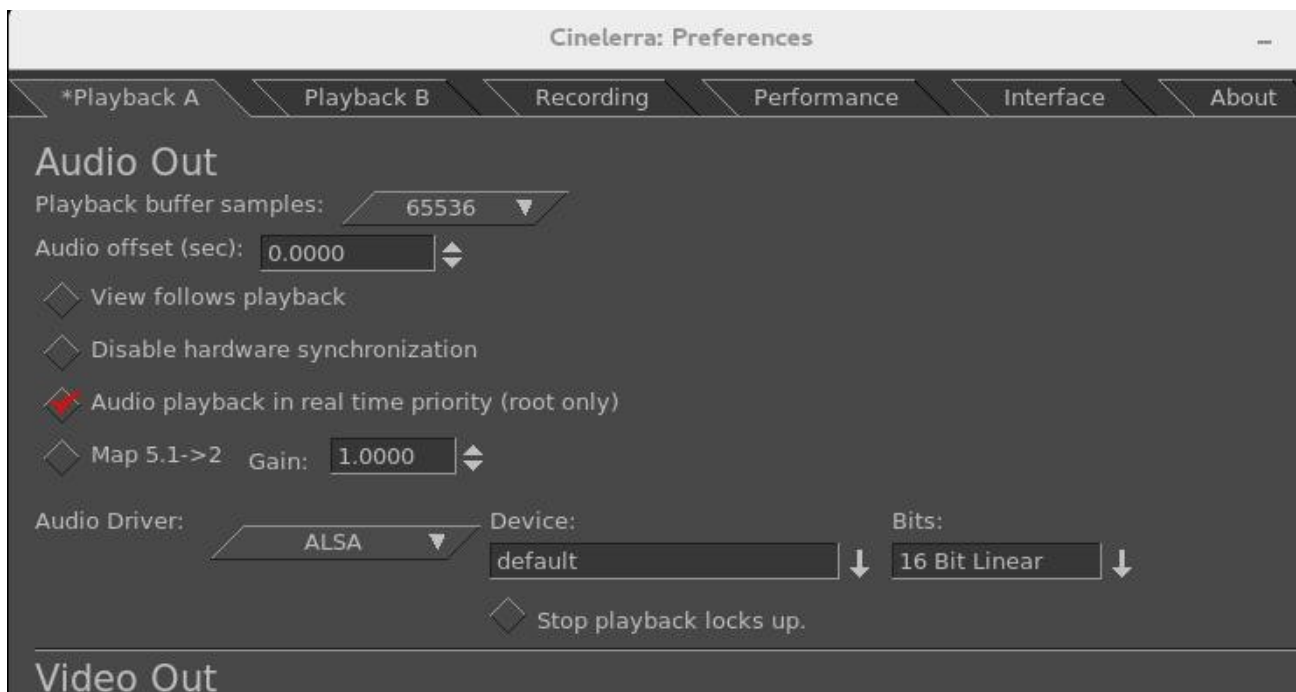 Cinelerra: Preferences
*Playback A Playback B Recording Performance Interface About
Audio Out
Playback buffer samples: 65536
Audio offset (sec): 0.0000
View follows playback
Disable hardware synchronization
Audio playback in real time priority (root only)
Map 5.1->2 Gain: 1.0000
Audio Driver: ALSA Device: Bits:
default 16 Bit Linear
Stop playback locks up.
Video Out